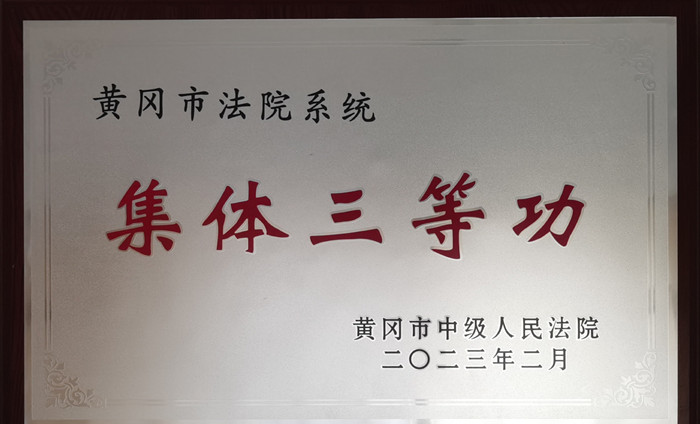 黄冈市法院系统
集体三等功
黄冈市中级人民法院
二〇二三年二月